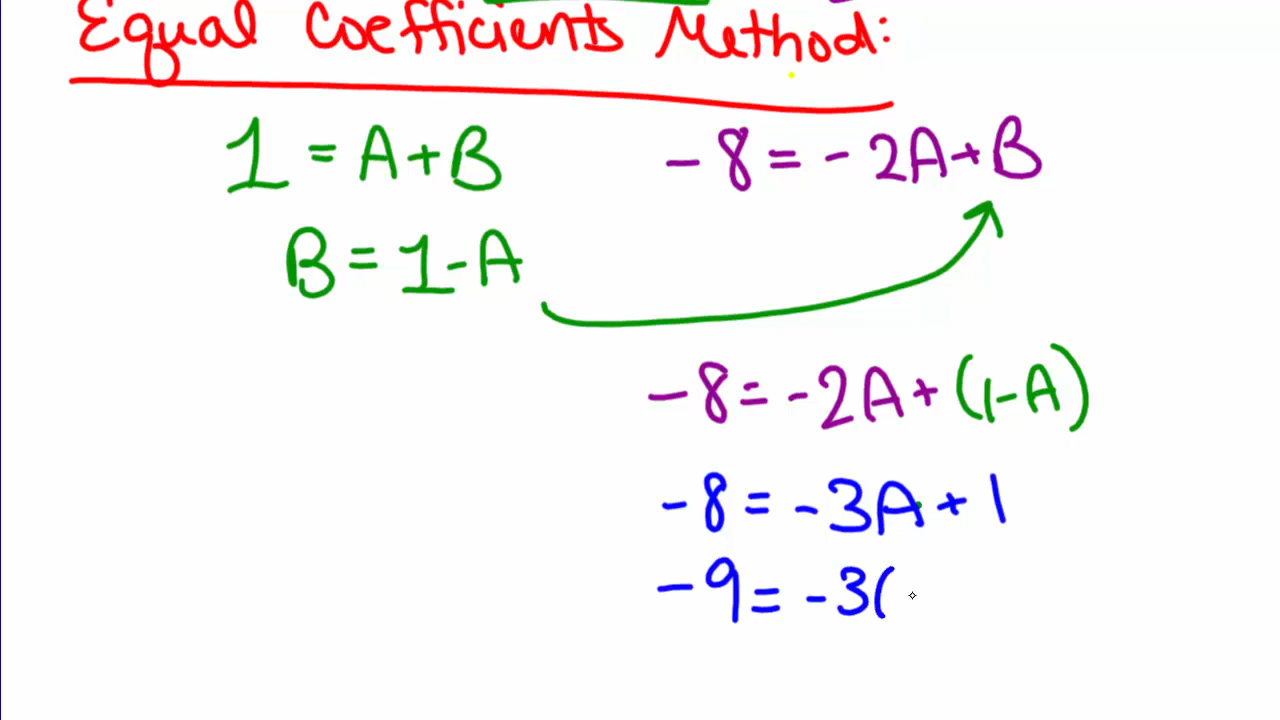 Equal Coefficients Method:
1 = A+B
-8 = -2A+B
B = 1-A
-8 = -2A + (1-A)
-8 = -3A + 1
-9 = -3(